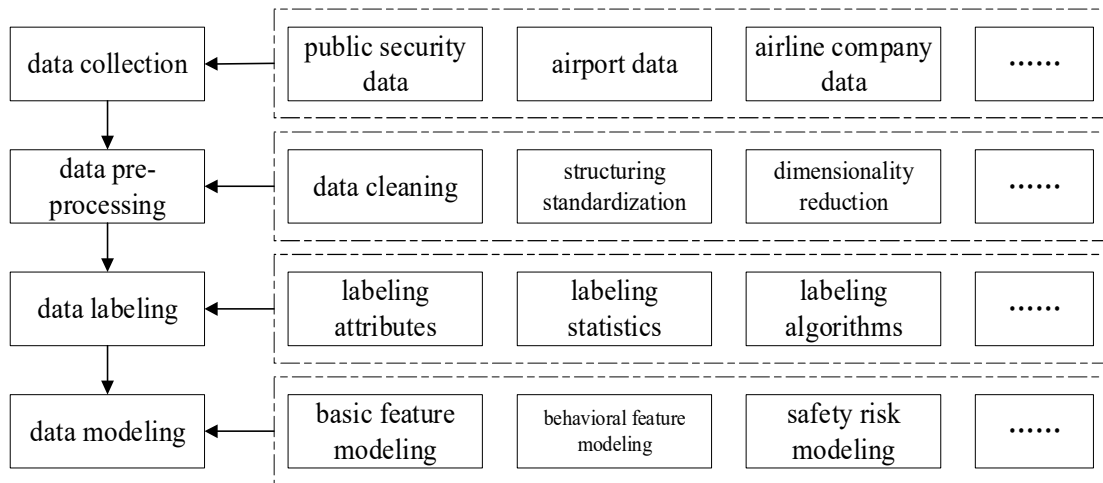 data collection
public security
data
airport data
airline company
data
······
data pre-
processing
data cleaning
structuring
standardization
dimensionality
reduction
······
data labeling
labeling
attributes
labeling
statistics
labeling
algorithms
······
data modeling
basic feature
modeling
behavioral feature
modeling
safety risk
modeling
······